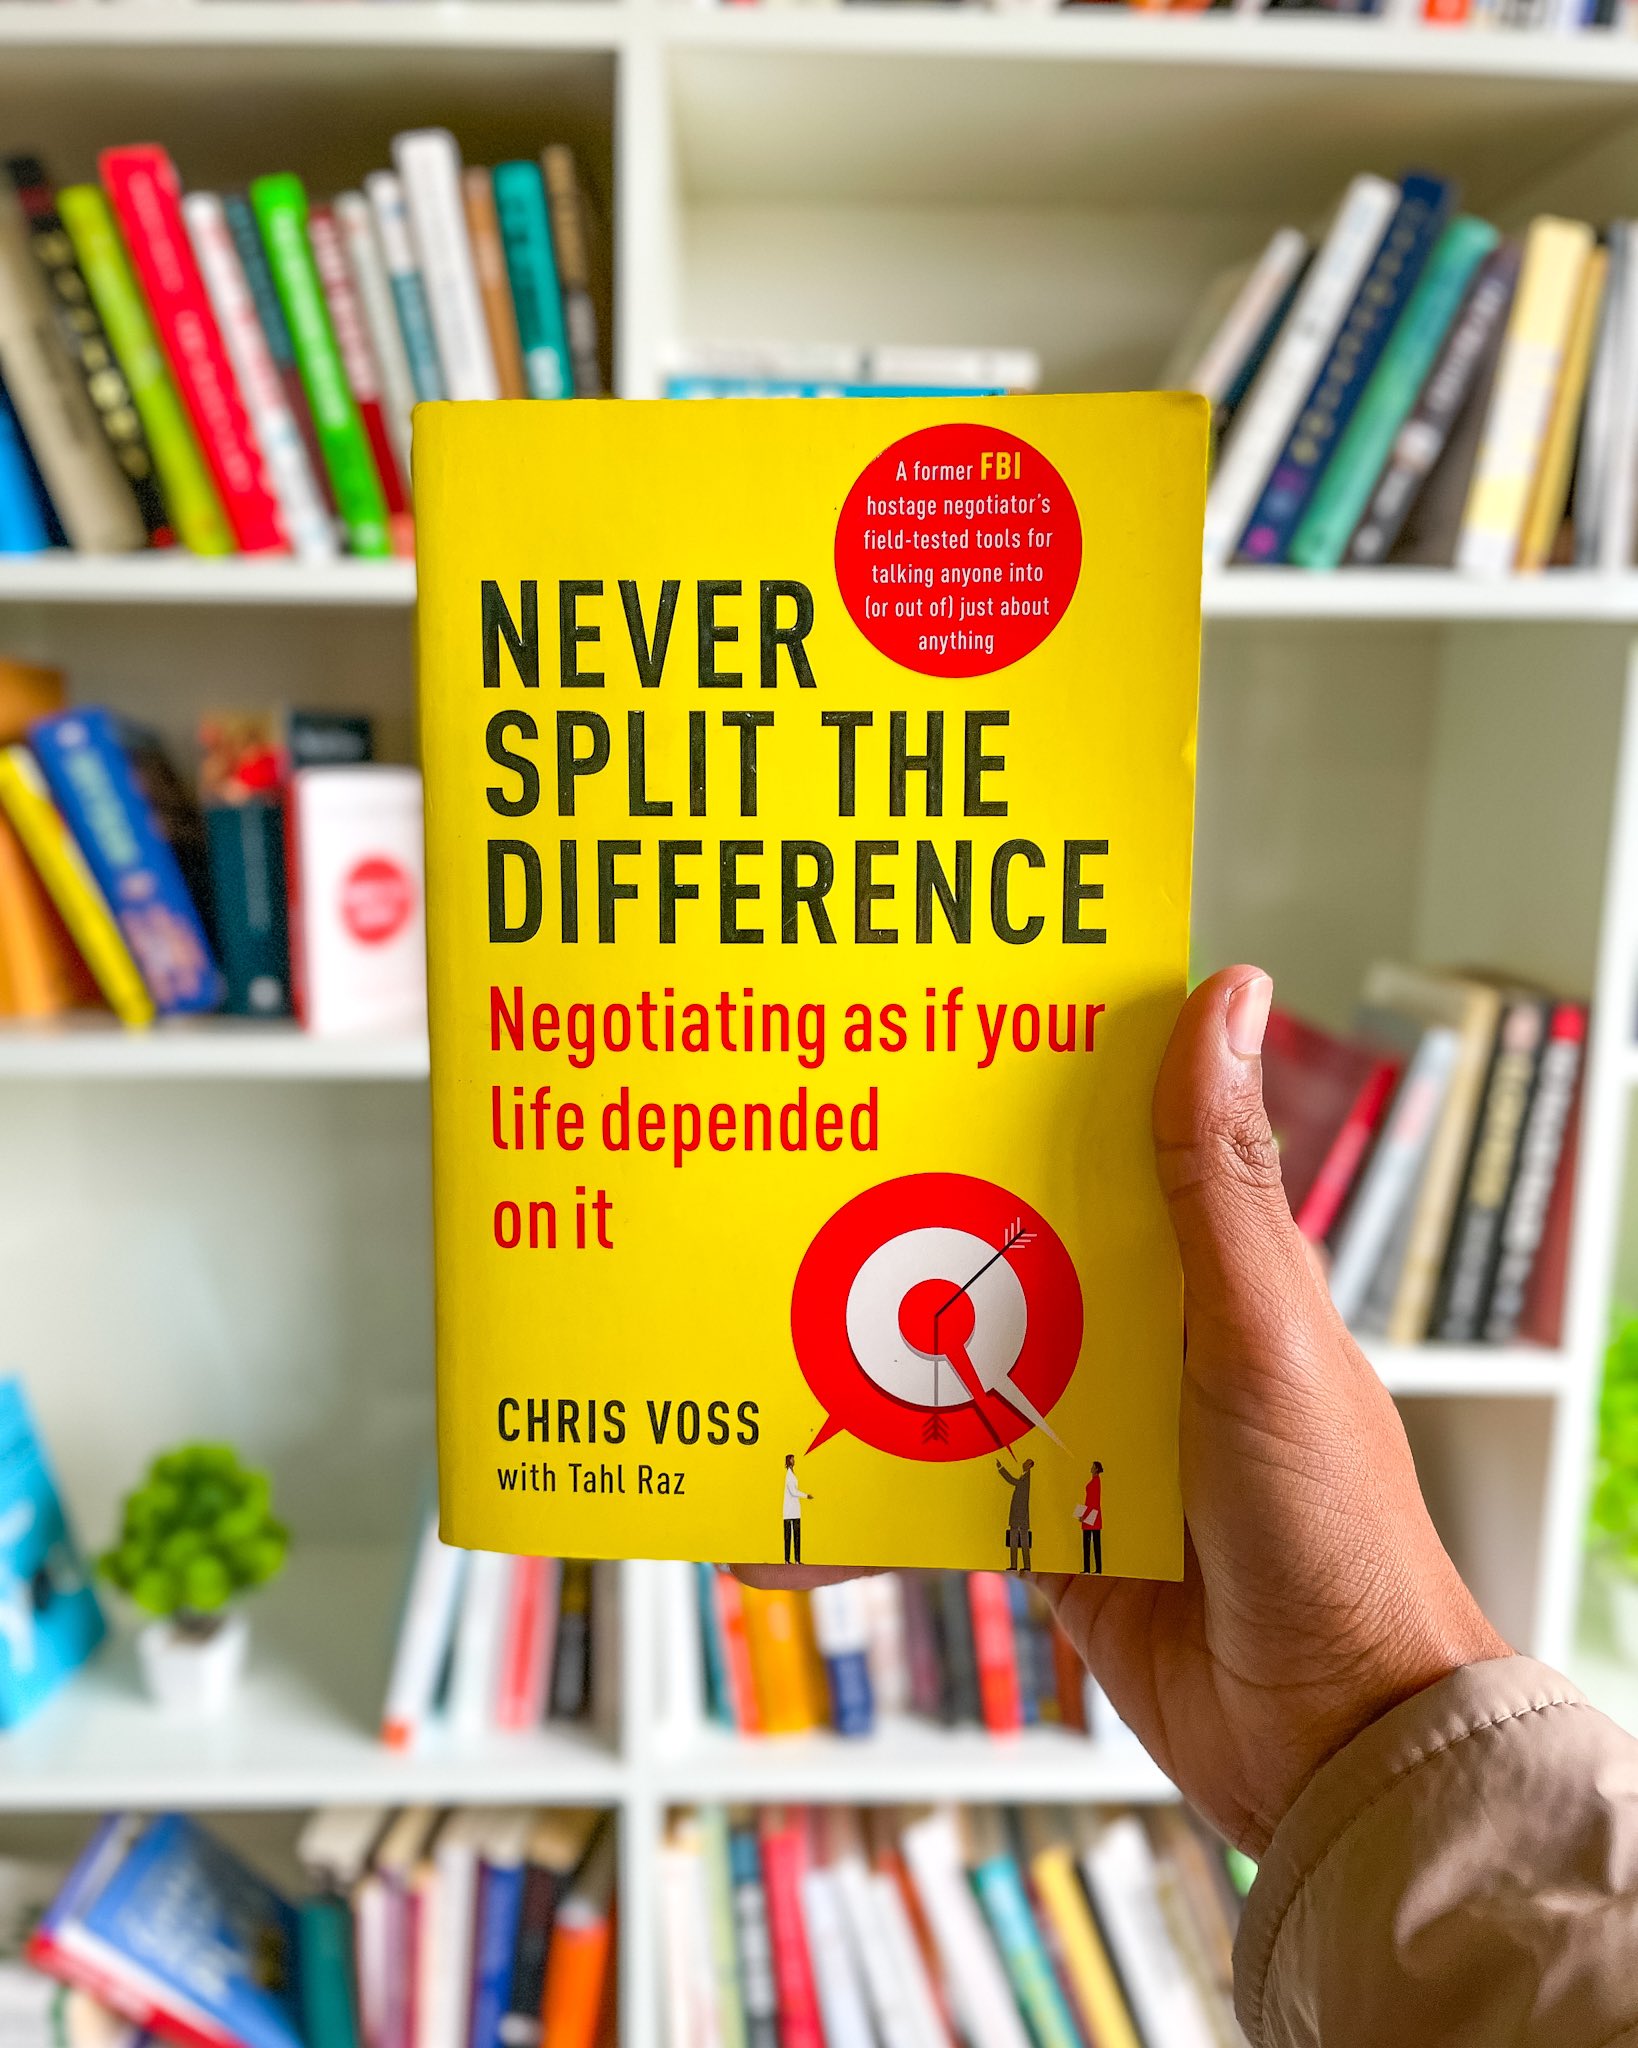 A former FBI
hostage negotiator's
field-tested tools for
talking anyone into
(or out of) just about
anything
NEVER
SPLIT THE
DIFFERENCE
Negotiating as if your
life depended
on it
CHRIS VOSS
with Tahl Raz